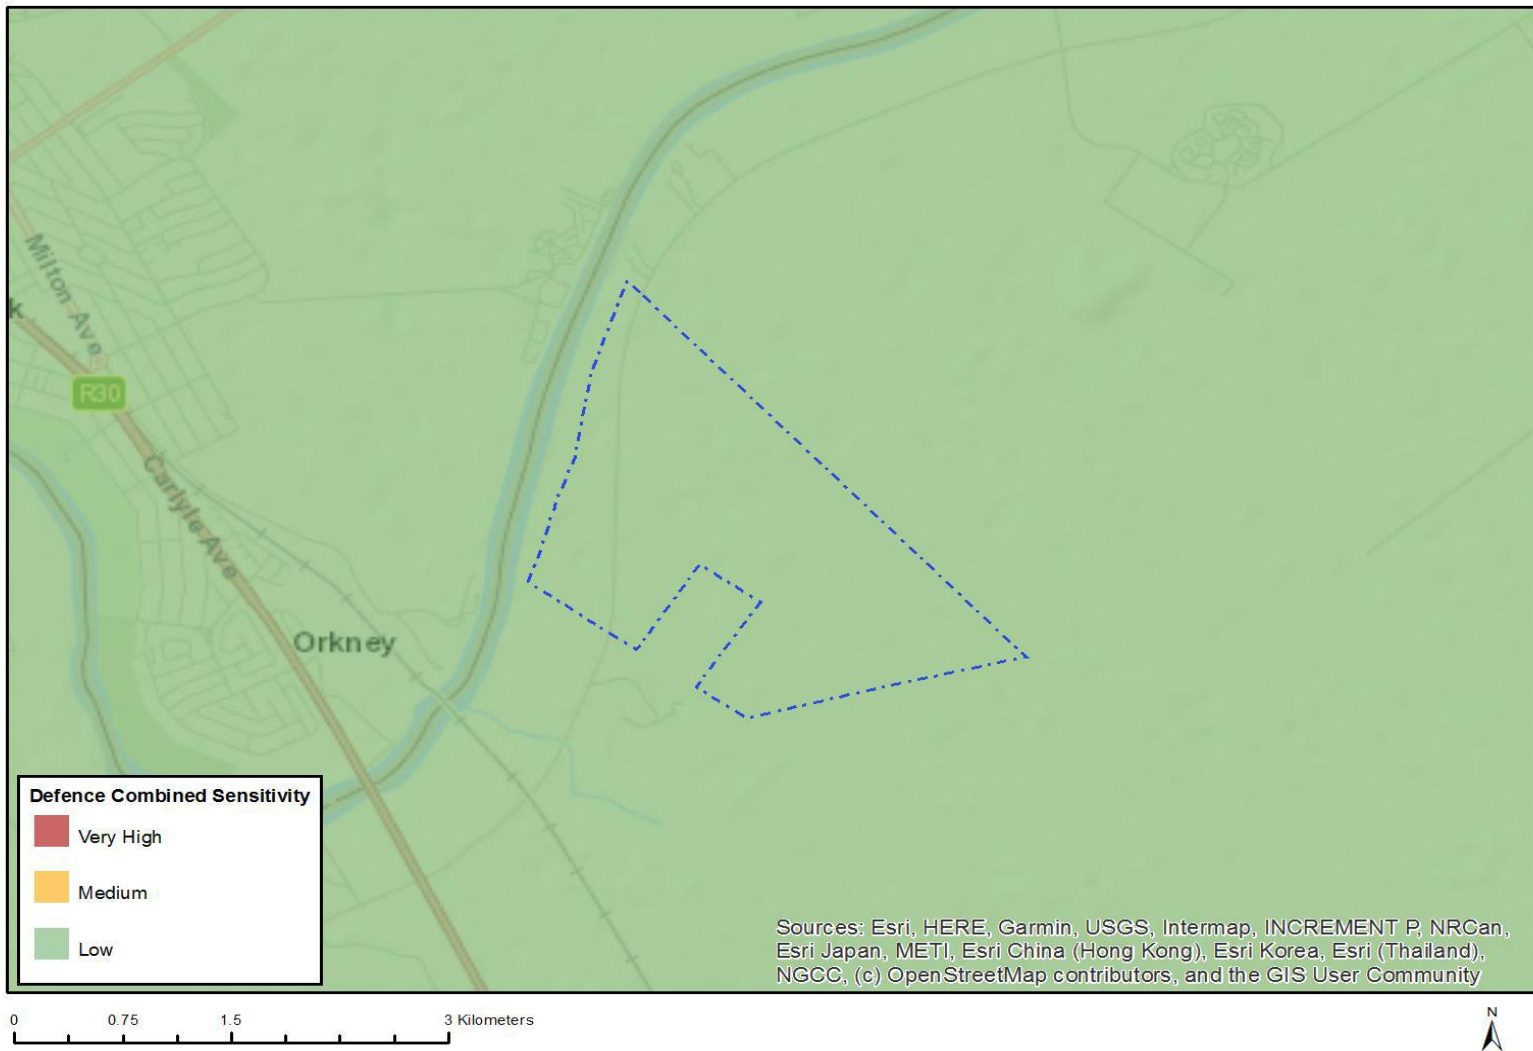 Milton Ave
k
R30
Carlyle Ave
Orkney
Defence Combined Sensitivity
Very High
Medium
Low
Sources: Esri, HERE, Garmin, USGS, Intermap, INCREMENT P, NRCan,
Esri Japan, METI, Esri China (Hong Kong), Esri Korea, Esri (Thailand),
NGCC, (c) OpenStreetMap contributors, and the GIS User Community
0 0.75 1.5 3 Kilometers
N